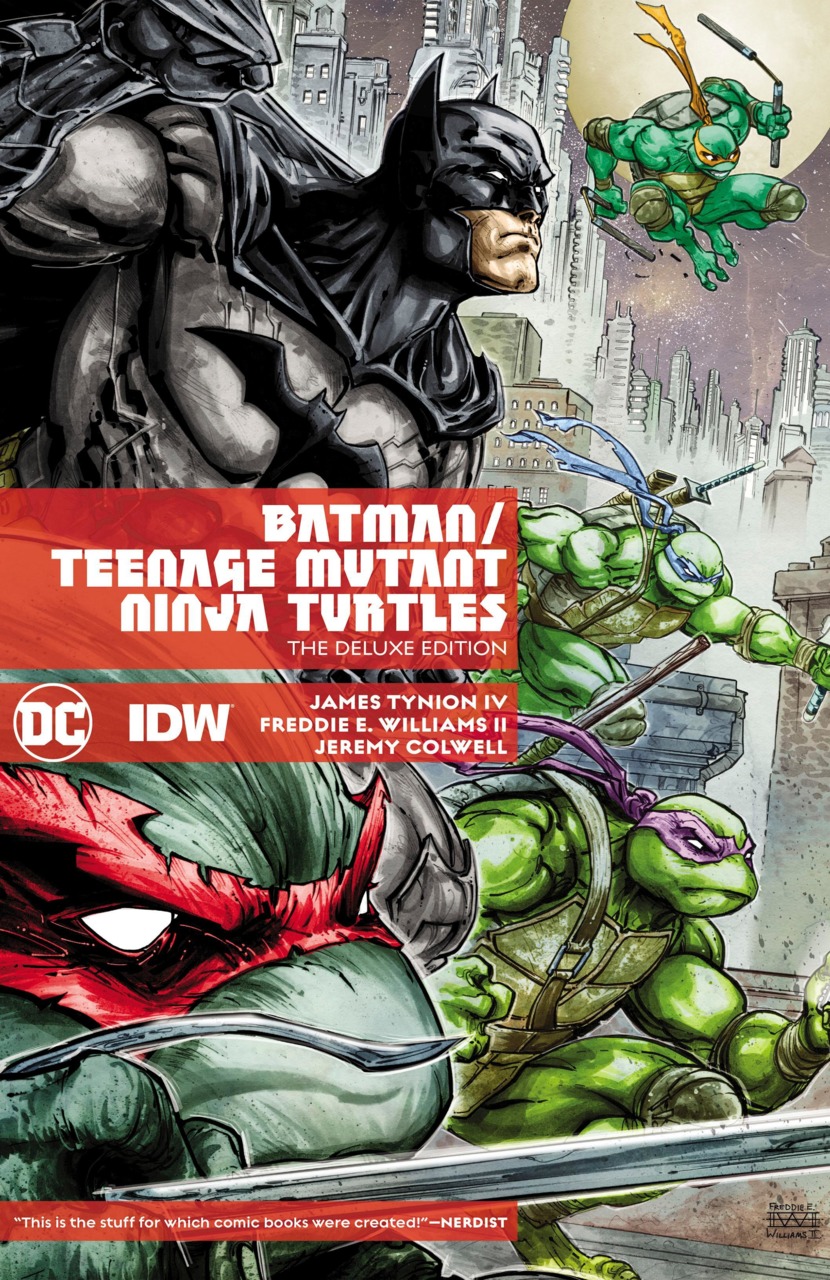 BATMAN/
TEENAGE MUTANT
NINJA TURTLES
THE DELUXE EDITION
DC
IDW
JAMES TYNION IV
FREDDIE E. WILLIAMS II
JEREMY COLWELL
"This is the stuff for which comic books were created!"—NERDIST
FREDDIE E.
WILLIAMS II